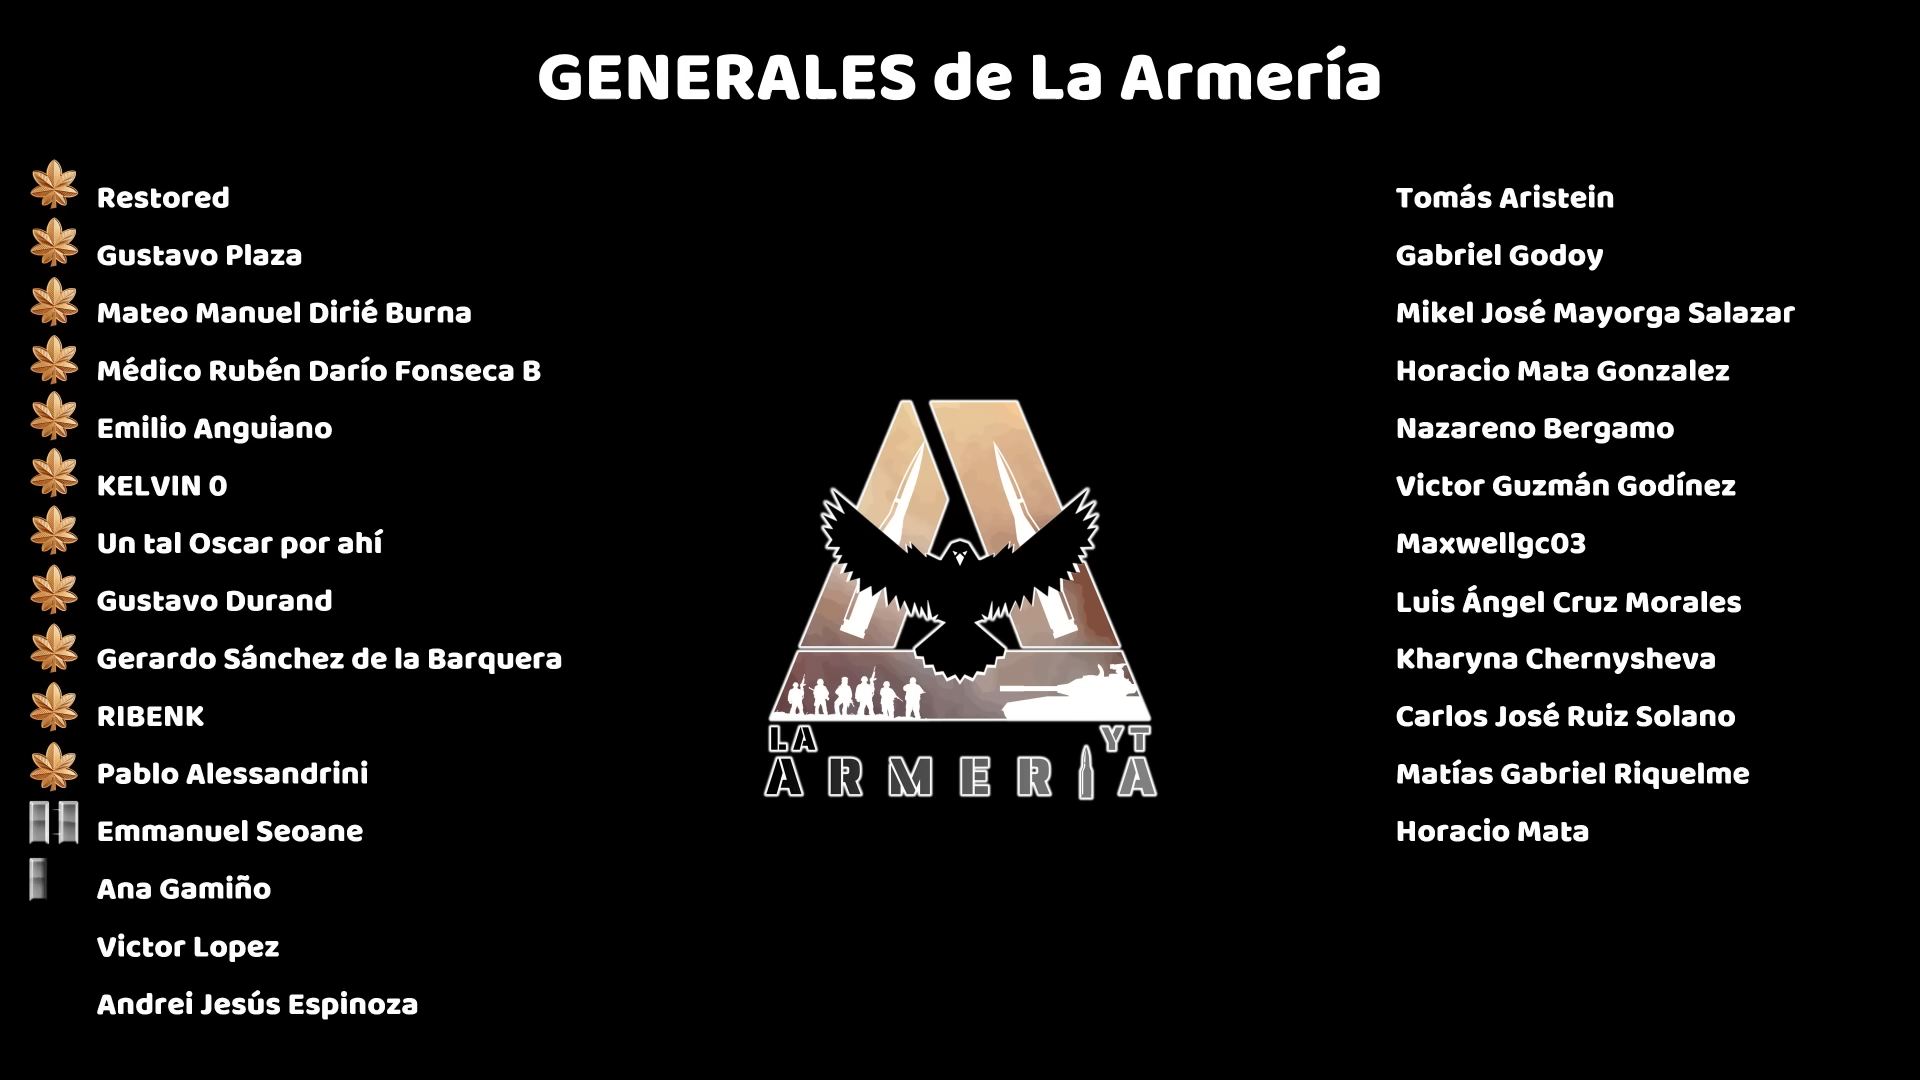 GENERALES de La Armería
Restored
Gustavo Plaza
Mateo Manuel Dirié Burna
Médico Rubén Darío Fonseca B
Emilio Anguiano
KELVIN 0
Un tal Oscar por ahí
Gustavo Durand
Gerardo Sánchez de la Barquera
RIBENK
Pablo Alessandrini
Emmanuel Seoane
Ana Gamiño
Victor Lopez
Andrei Jesús Espinoza
LA YT
ARMERIA
Tomás Aristein
Gabriel Godoy
Mikel José Mayorga Salazar
Horacio Mata Gonzalez
Nazareno Bergamo
Victor Guzmán Godínez
Maxwellgc03
Luis Ángel Cruz Morales
Kharyna Chernysheva
Carlos José Ruiz Solano
Matías Gabriel Riquelme
Horacio Mata